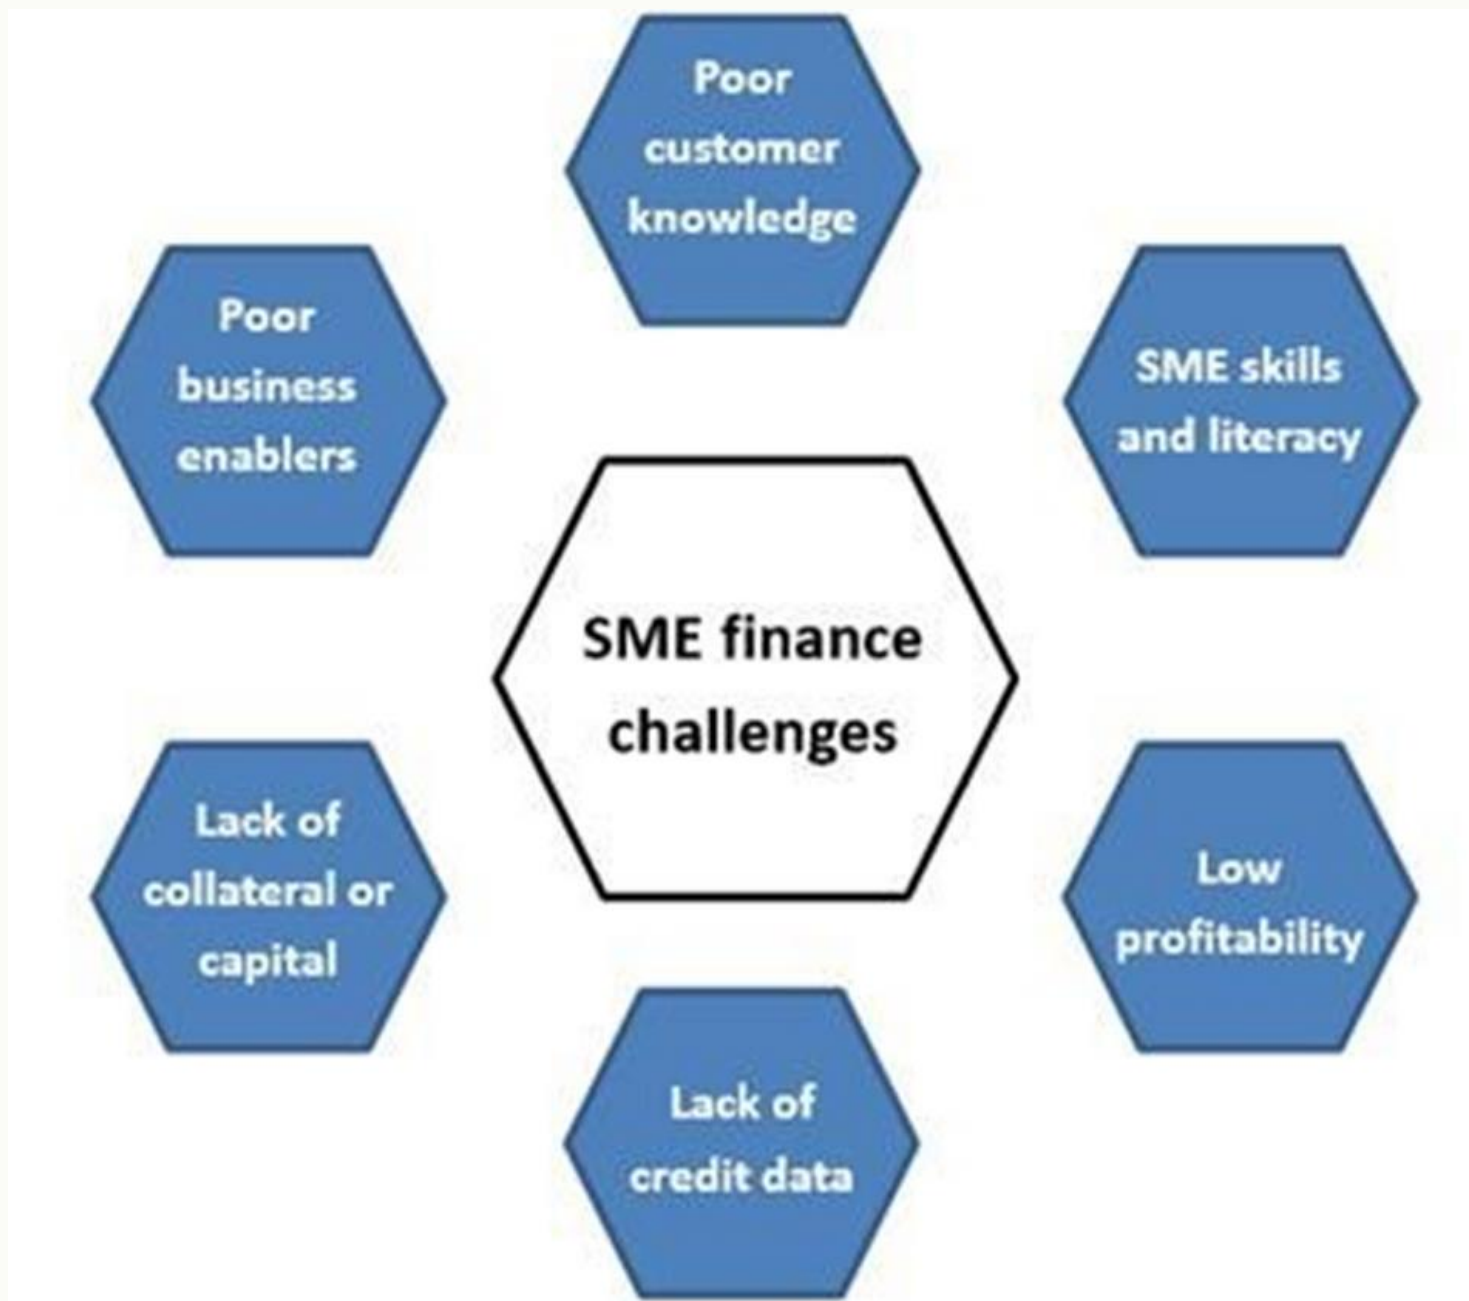 Poor
customer
knowledge
Poor
business
enablers
SME skills
and literacy
SME finance
challenges
Lack of
collateral or
capital
Low
profitability
Lack of
credit data